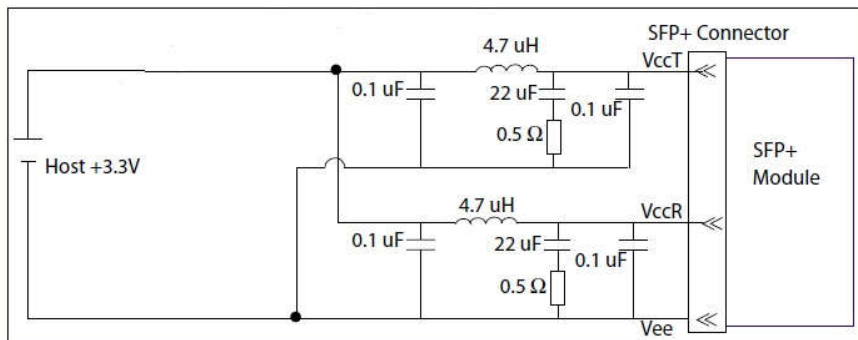 SFP+ Connector
4.7 uH
VccT
0.1 uF
22 uF
0.1 uF
0.5 Ω
Host +3.3V
SFP+
Module
4.7 uH
VccR
0.1 uF
22 uF
0.1 uF
0.5 Ω
Vee